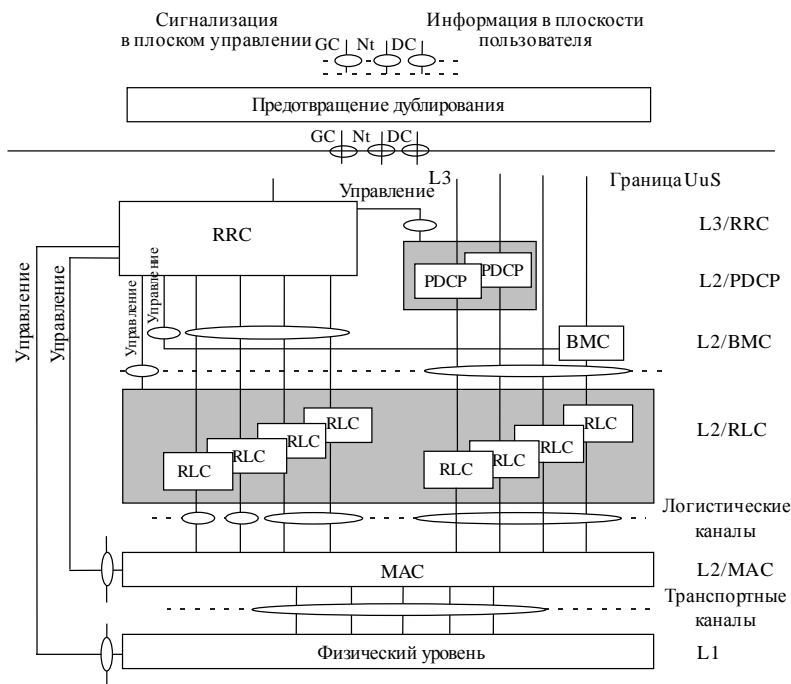 Сигнализация
в плоском управлении
Информация в плоскости
пользователя
GC Nt DC
Предотвращение дублирования
GC Nt DC
L3
Граница UuS
Управление
RRC
L3/RRC
PDCP
PDCP
L2/PDCP
Управление
Управление
Управление
Управление
BMC
L2/BMC
RLC
RLC
RLC
RLC
RLC
RLC
RLC
RLC
L2/RLC
Логистические
каналы
MAC
L2/MAC
Транспортные
каналы
Физический уровень
L1